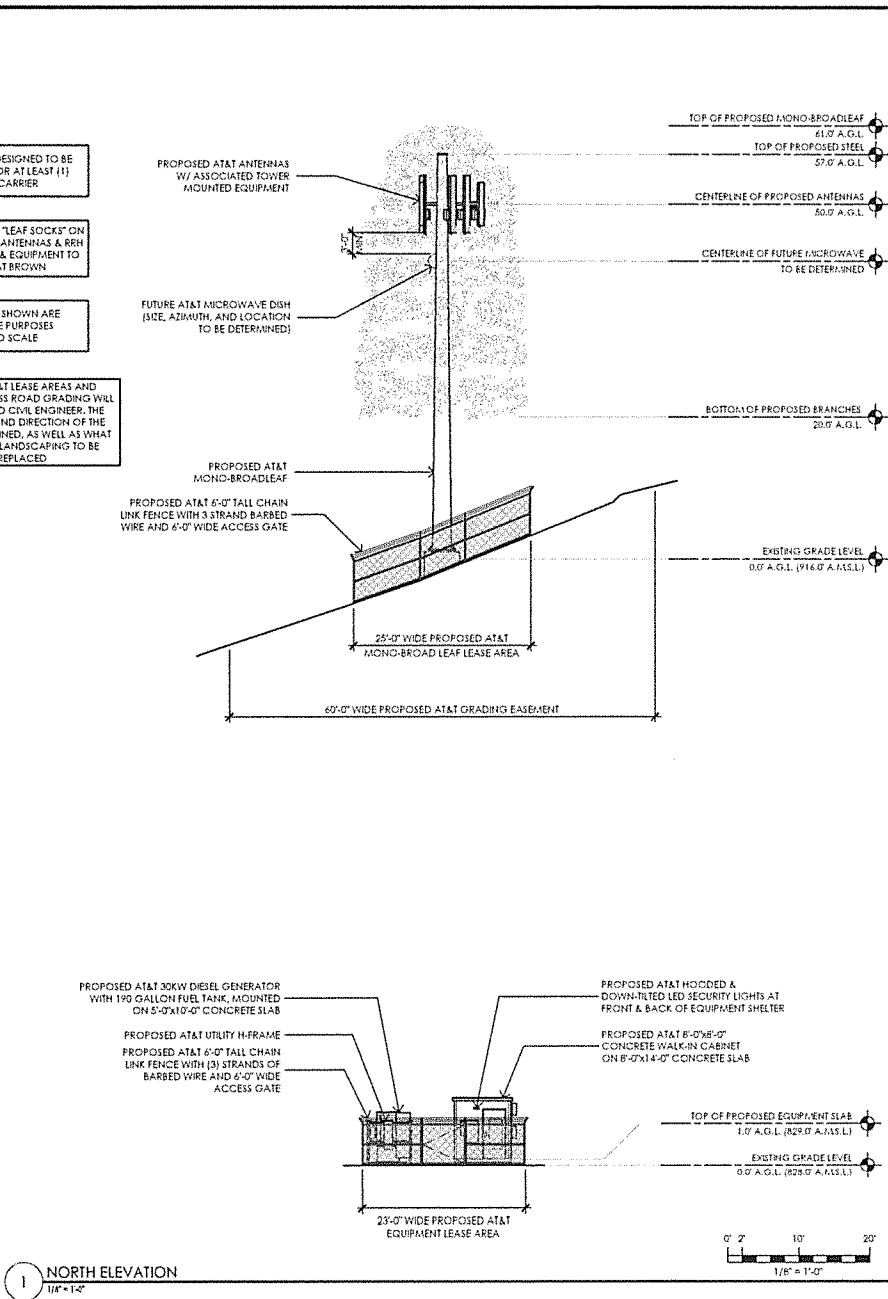 ESIGNED TO BE
OR AT LEAST (1)
CARRIER
"LEAF SOCKS" ON
ANTENNAS & RRH
& EQUIPMENT TO
AT BROWN
SHOWN ARE
E PURPOSES
O SCALE
&T LEASE AREAS AND
SS ROAD GRADING WILL
D CIVIL ENGINEER. THE
ND DIRECTION OF THE
INED, AS WELL AS WHAT
LANDSCAPING TO BE
REPLACED
PROPOSED AT&T ANTENNAS
W/ ASSOCIATED TOWER
MOUNTED EQUIPMENT
3'-0"
MIN
FUTURE AT&T MICROWAVE DISH
(SIZE, AZIMUTH, AND LOCATION
TO BE DETERMINED)
PROPOSED AT&T
MONO-BROADLEAF
PROPOSED AT&T 6'-0" TALL CHAIN
LINK FENCE WITH 3 STRAND BARBED
WIRE AND 6'-0" WIDE ACCESS GATE
TOP OF PROPOSED MONO-BROADLEAF
61.0' A.G.L.
TOP OF PROPOSED STEEL
57.0' A.G.L.
CENTERLINE OF PROPOSED ANTENNAS
50.0' A.G.L.
CENTERLINE OF FUTURE MICROWAVE
TO BE DETERMINED
BOTTOM OF PROPOSED BRANCHES
20.0' A.G.L.
EXISTING GRADE LEVEL
0.0' A.G.L. (916.0' A.M.S.L.)
25'-0" WIDE PROPOSED AT&T
MONO-BROAD LEAF LEASE AREA
60'-0" WIDE PROPOSED AT&T GRADING EASEMENT
PROPOSED AT&T 30KW DIESEL GENERATOR
WITH 190 GALLON FUEL TANK, MOUNTED
ON 5'-0"x10'-0" CONCRETE SLAB
PROPOSED AT&T UTILITY H-FRAME
PROPOSED AT&T 6'-0" TALL CHAIN
LINK FENCE WITH (3) STRANDS OF
BARBED WIRE AND 6'-0" WIDE
ACCESS GATE
PROPOSED AT&T HOODED &
DOWN-TILTED LED SECURITY LIGHTS AT
FRONT & BACK OF EQUIPMENT SHELTER
PROPOSED AT&T 8'-0"x8'-0"
CONCRETE WALK-IN CABINET
ON 8'-0"x14'-0" CONCRETE SLAB
TOP OF PROPOSED EQUIPMENT SLAB
1.0' A.G.L. (829.0' A.M.S.L.)
EXISTING GRADE LEVEL
0.0' A.G.L. (828.0' A.M.S.L.)
23'-0" WIDE PROPOSED AT&T
EQUIPMENT LEASE AREA
0' 2' 10' 20'
1/8" = 1'-0"
1 NORTH ELEVATION
1/8" = 1'-0"